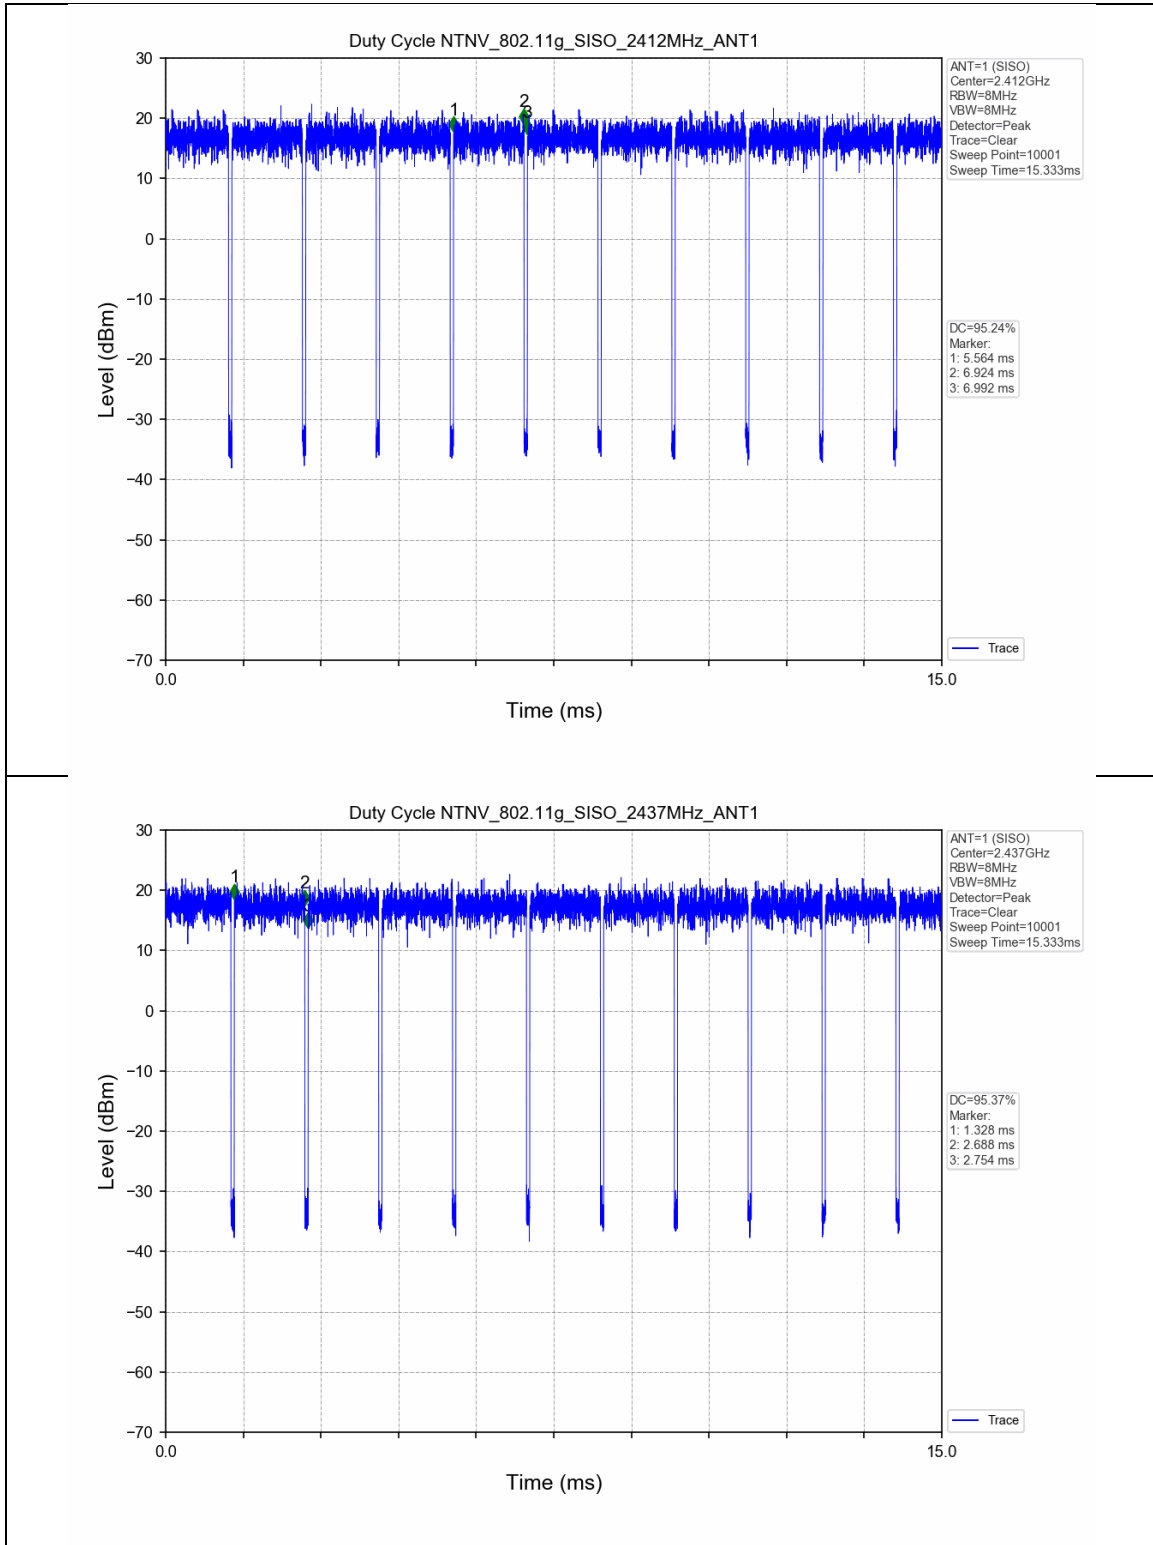 Duty Cycle NTNV_802.11g_SISO_2412MHz_ANT1
ANT=1 (SISO)
Center=2.412GHz
RBW=8MHz
VBW=8MHz
Detector=Peak
Trace=Clear
Sweep Point=10001
Sweep Time=15.333ms
30
20
10
0
−10
−20
−30
−40
−50
−60
−70
Level (dBm)
1
2
3
DC=95.24%
Marker:
1: 5.564 ms
2: 6.924 ms
3: 6.992 ms
Trace
0.0
15.0
Time (ms)
Duty Cycle NTNV_802.11g_SISO_2437MHz_ANT1
ANT=1 (SISO)
Center=2.437GHz
RBW=8MHz
VBW=8MHz
Detector=Peak
Trace=Clear
Sweep Point=10001
Sweep Time=15.333ms
30
20
10
0
−10
−20
−30
−40
−50
−60
−70
Level (dBm)
1
2
DC=95.37%
Marker:
1: 1.328 ms
2: 2.688 ms
3: 2.754 ms
Trace
0.0
15.0
Time (ms)